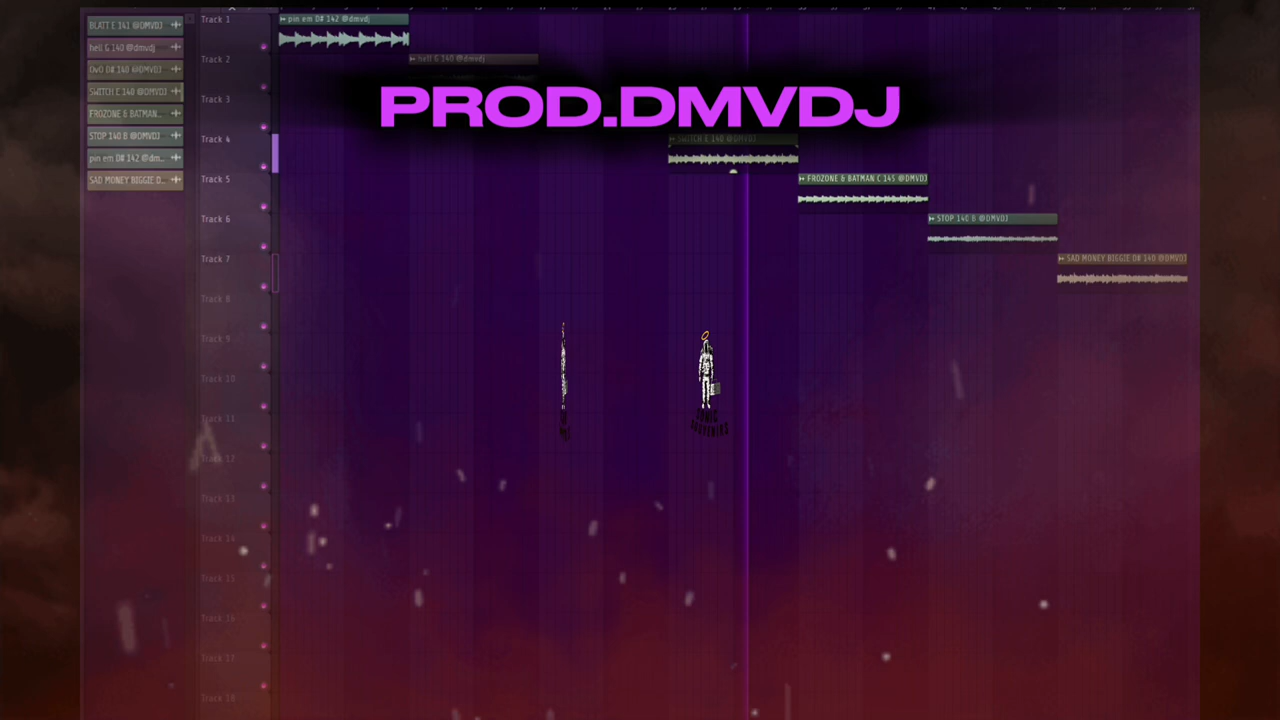 PROD.DMVDJ
BLATT E 141 @DMVDJ
hell G 140 @dmvdj
OvO D# 140 @DMVDJ
SWITCH E 140 @DMVDJ
FROZONE & BATMAN...
STOP 140 B @DMVDJ
pin em D# 142 @dm...
SAD MONEY BIGGIE D...
Track 1
Track 2
Track 3
Track 4
Track 5
Track 6
Track 7
Track 8
Track 9
Track 10
Track 11
Track 12
Track 13
Track 14
Track 15
Track 16
Track 17
Track 18
pin em D# 142 @dmvdj
hell G 140 @dmvdj
SWITCH E 140 @DMVDJ
FROZONE & BATMAN C 145 @DMVDJ
STOP 140 B @DMVDJ
SAD MONEY BIGGIE D# 140 @DMVDJ
SONIC
SOUVENIRS